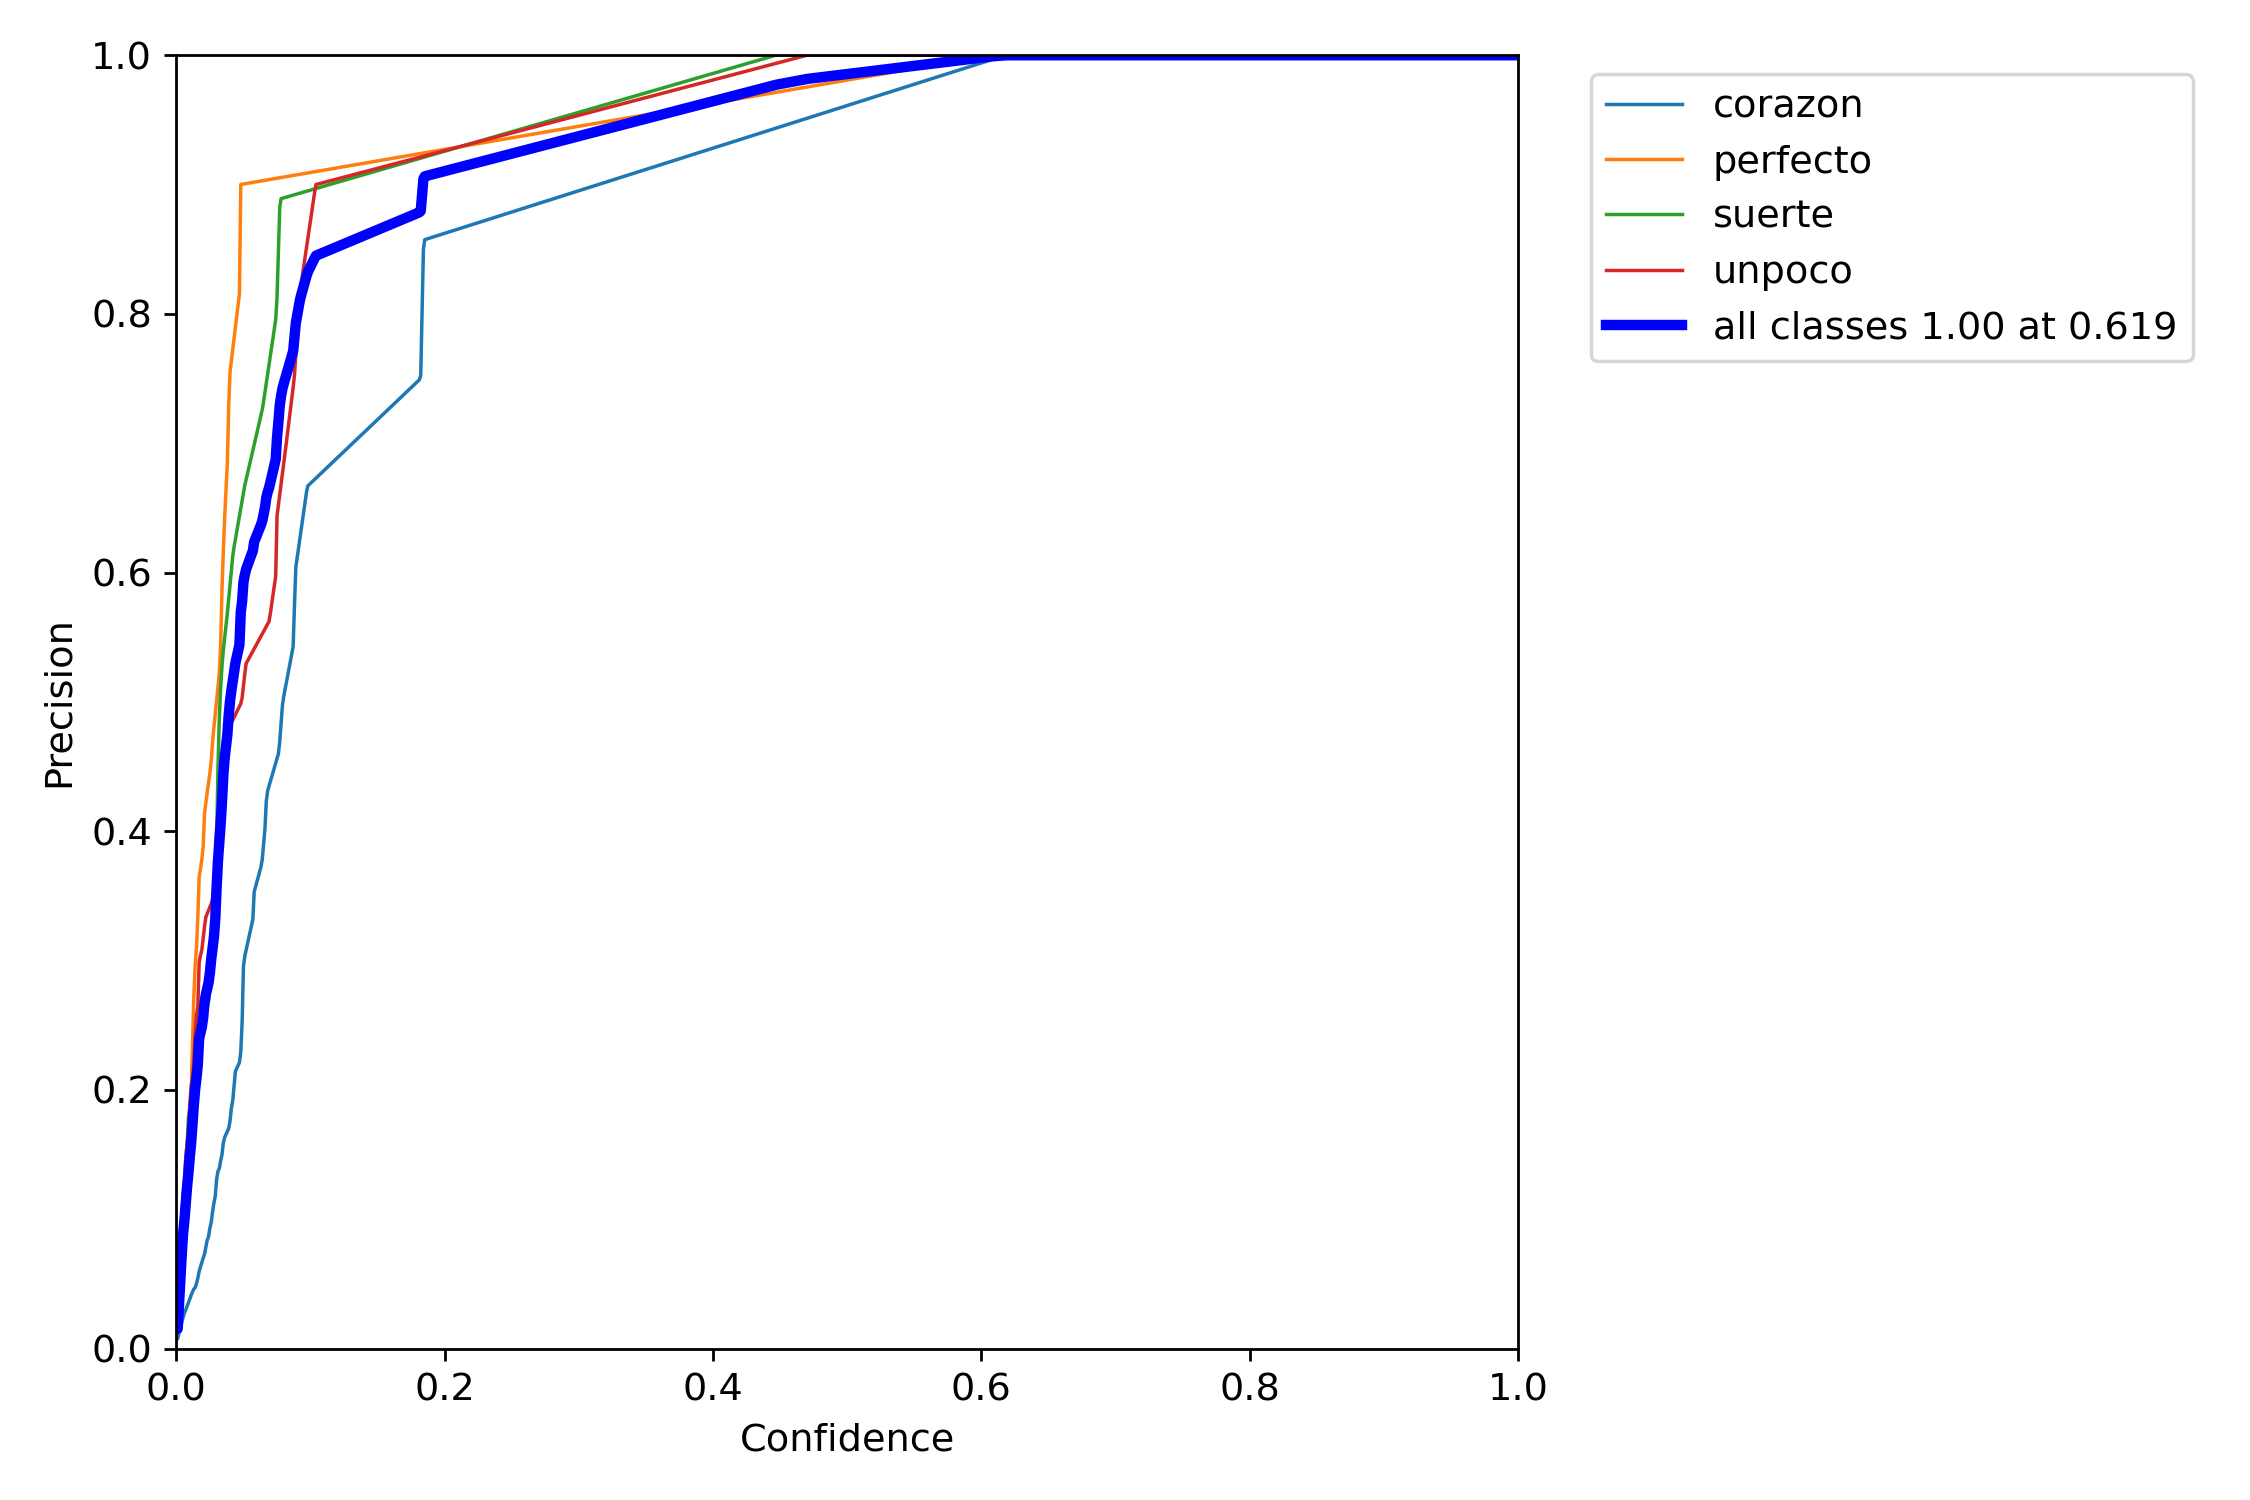 1.0
0.8
0.6
0.4
0.2
0.0
Precision
0.0 0.2 0.4 0.6 0.8 1.0
Confidence
corazon
perfecto
suerte
unpoco
all classes 1.00 at 0.619